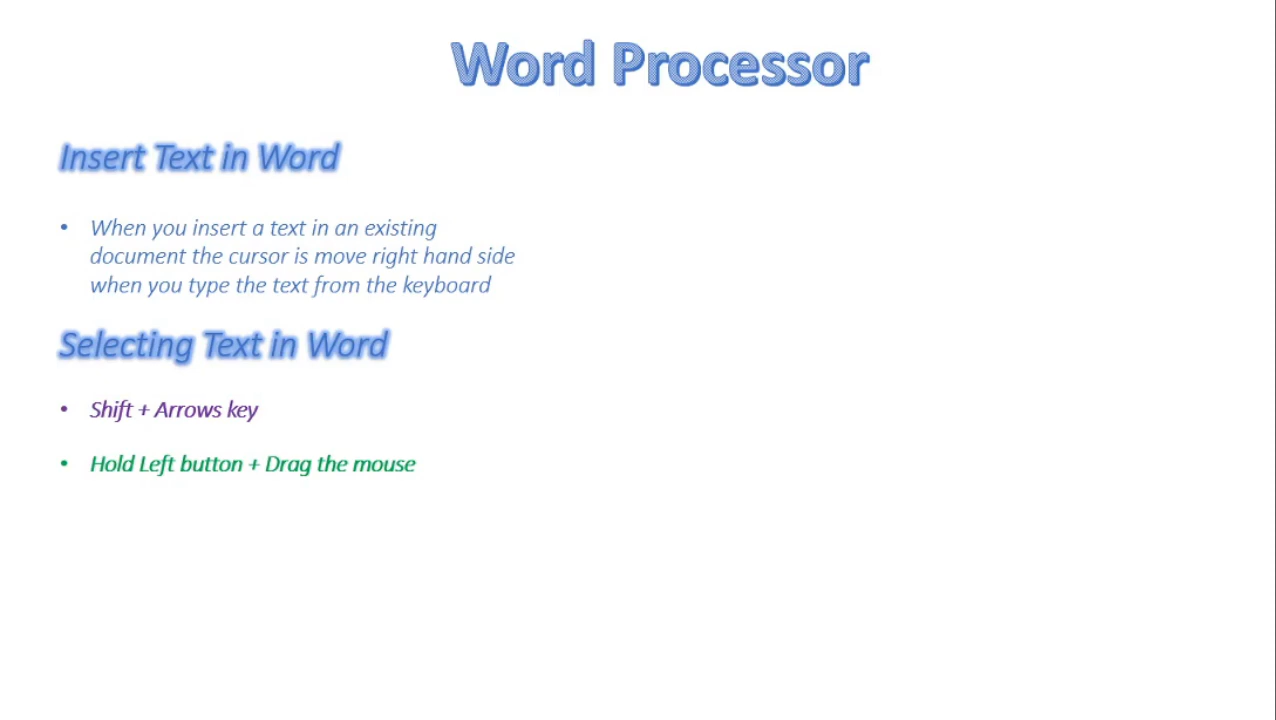 Word Processor
Insert Text in Word
• When you insert a text in an existing
document the cursor is move right hand side
when you type the text from the keyboard
Selecting Text in Word
• Shift + Arrows key
• Hold Left button + Drag the mouse